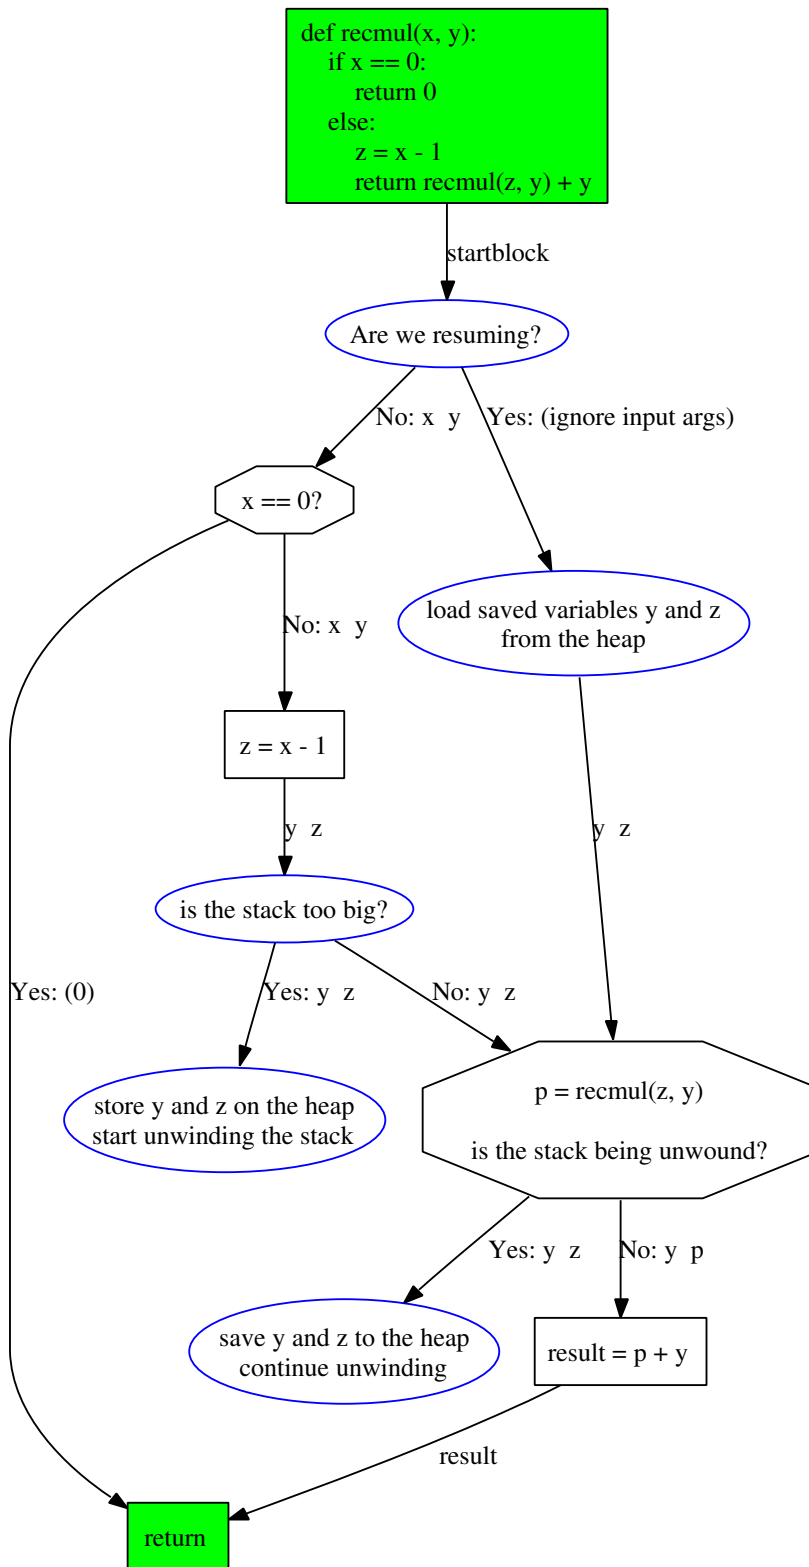 def recmul(x, y):
    if x == 0:
        return 0
    else:
        z = x - 1
        return recmul(z, y) + y
startblock
Are we resuming?
No: x  y
Yes: (ignore input args)
x == 0?
load saved variables y and z
from the heap
No: x  y
z = x - 1
y  z
y  z
is the stack too big?
Yes: (0)
Yes: y  z
No: y  z
store y and z on the heap
start unwinding the stack
p = recmul(z, y)
is the stack being unwound?
Yes: y  z
No: y  p
save y and z to the heap
continue unwinding
result = p + y
result
return